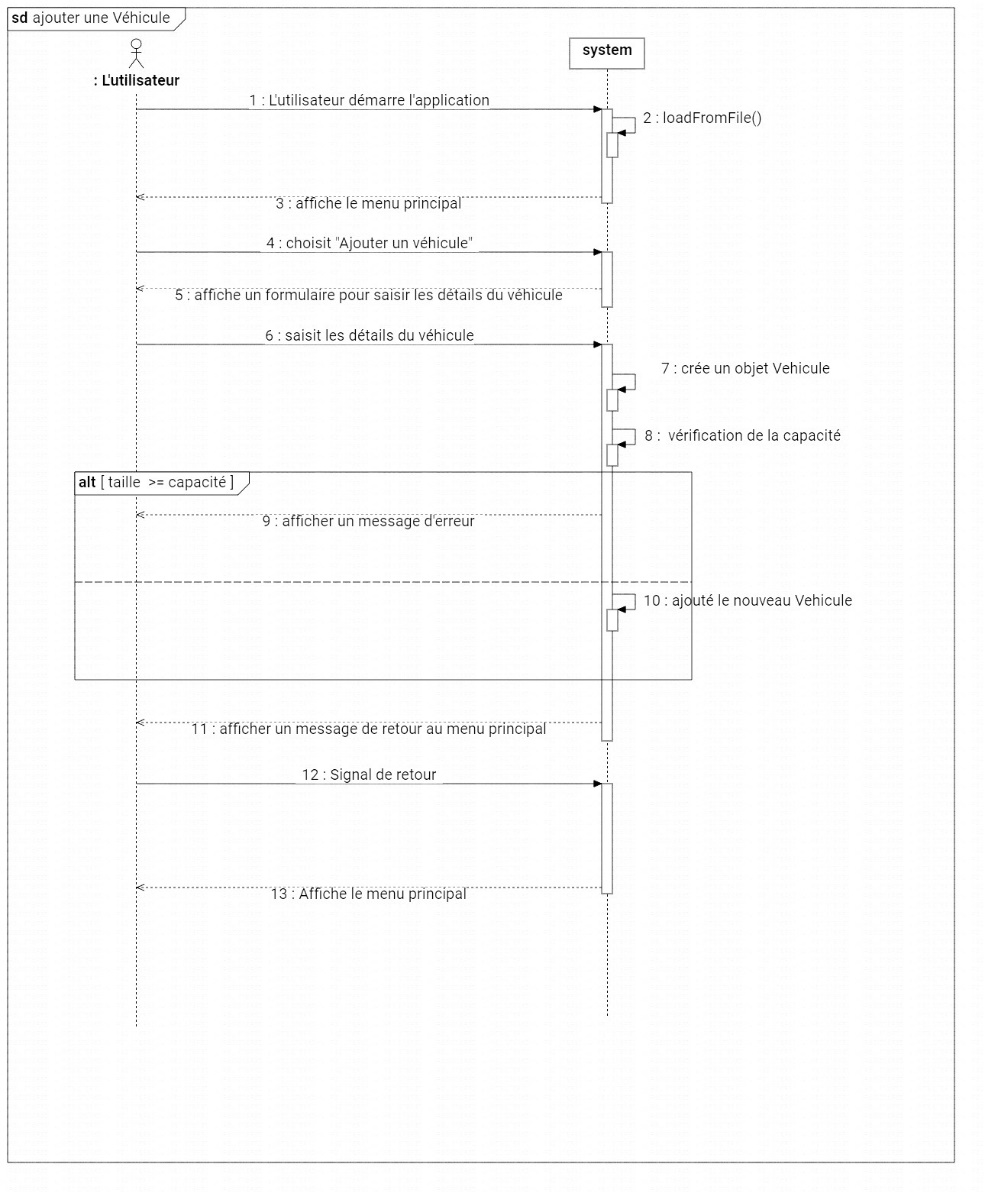 sd ajouter une Véhicule
: L'utilisateur
system
1 : L'utilisateur démarre l'application
2 : loadFromFile()
3 : affiche le menu principal
4 : choisit "Ajouter un véhicule"
5 : affiche un formulaire pour saisir les détails du véhicule
6 : saisit les détails du véhicule
7 : crée un objet Vehicule
8 : vérification de la capacité
alt [ taille >= capacité ]
9 : afficher un message d'erreur
10 : ajouté le nouveau Vehicule
11 : afficher un message de retour au menu principal
12 : Signal de retour
13 : Affiche le menu principal